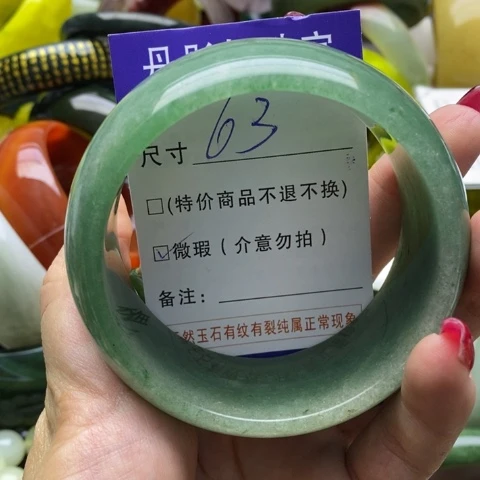 尺寸 63
□(特价商品不退不换)
☑微瑕(介意勿拍)
备注:
然玉石有纹有裂纯属正常现象